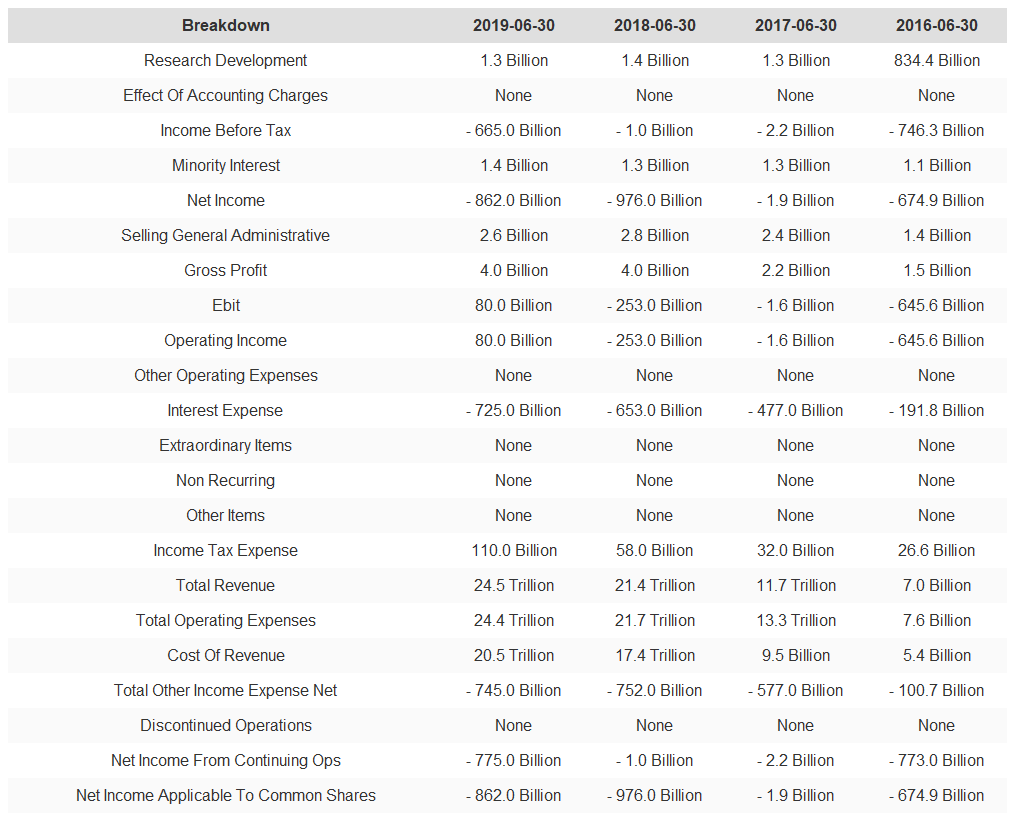 Breakdown 2019-06-30 2018-06-30 2017-06-30 2016-06-30
Research Development 1.3 Billion 1.4 Billion 1.3 Billion 834.4 Billion
Effect Of Accounting Charges None None None None
Income Before Tax - 665.0 Billion - 1.0 Billion - 2.2 Billion - 746.3 Billion
Minority Interest 1.4 Billion 1.3 Billion 1.3 Billion 1.1 Billion
Net Income - 862.0 Billion - 976.0 Billion - 1.9 Billion - 674.9 Billion
Selling General Administrative 2.6 Billion 2.8 Billion 2.4 Billion 1.4 Billion
Gross Profit 4.0 Billion 4.0 Billion 2.2 Billion 1.5 Billion
Ebit 80.0 Billion - 253.0 Billion - 1.6 Billion - 645.6 Billion
Operating Income 80.0 Billion - 253.0 Billion - 1.6 Billion - 645.6 Billion
Other Operating Expenses None None None None
Interest Expense - 725.0 Billion - 653.0 Billion - 477.0 Billion - 191.8 Billion
Extraordinary Items None None None None
Non Recurring None None None None
Other Items None None None None
Income Tax Expense 110.0 Billion 58.0 Billion 32.0 Billion 26.6 Billion
Total Revenue 24.5 Trillion 21.4 Trillion 11.7 Trillion 7.0 Billion
Total Operating Expenses 24.4 Trillion 21.7 Trillion 13.3 Trillion 7.6 Billion
Cost Of Revenue 20.5 Trillion 17.4 Trillion 9.5 Billion 5.4 Billion
Total Other Income Expense Net - 745.0 Billion - 752.0 Billion - 577.0 Billion - 100.7 Billion
Discontinued Operations None None None None
Net Income From Continuing Ops - 775.0 Billion - 1.0 Billion - 2.2 Billion - 773.0 Billion
Net Income Applicable To Common Shares - 862.0 Billion - 976.0 Billion - 1.9 Billion - 674.9 Billion